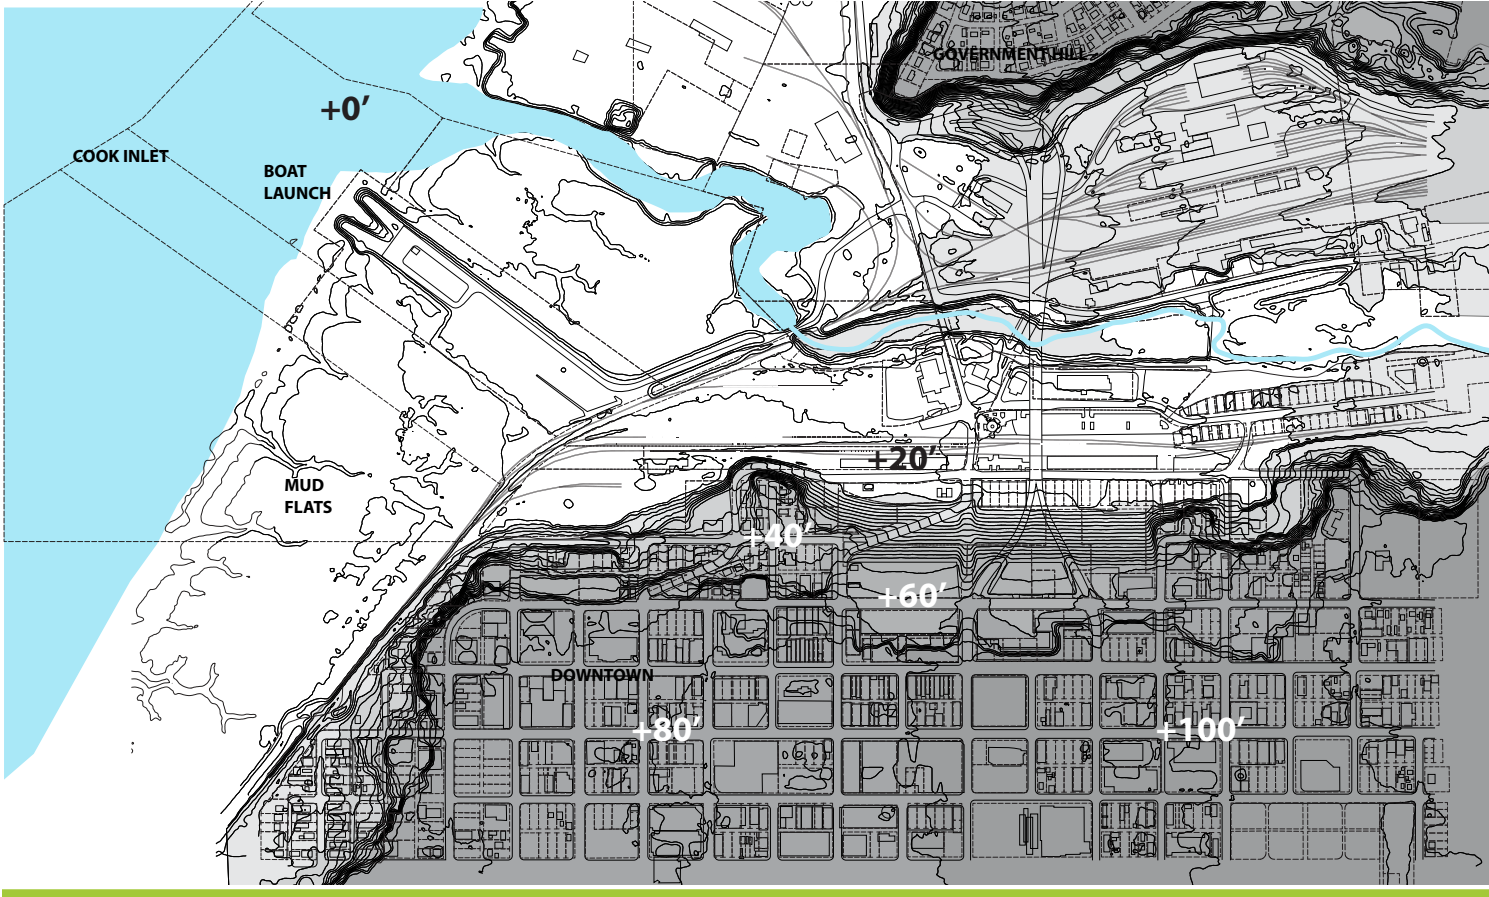 GOVERNMENT HILL
+0’
COOK INLET
BOAT
LAUNCH
+20’
MUD
FLATS
+40’
+60’
DOWNTOWN
+80’
+100’